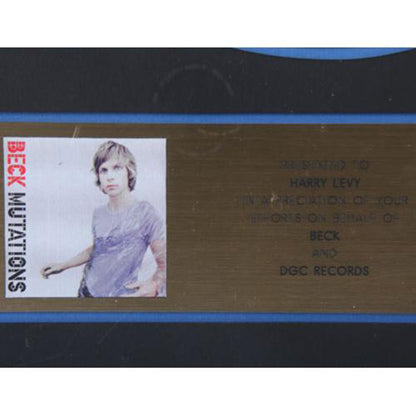 BECK MUTATIONS
PRESENTED TO
HARRY LEVY
IN APPRECIATION OF YOUR
EFFORTS ON BEHALF OF
BECK
AND
DGC RECORDS